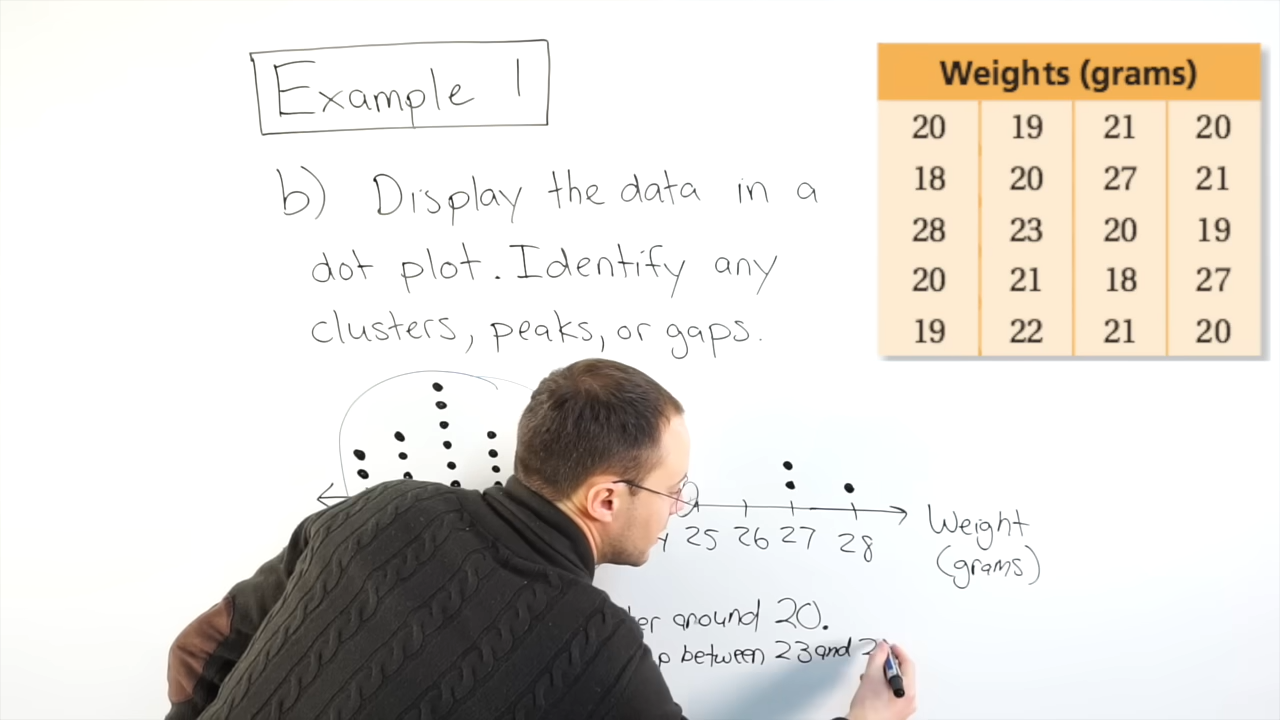 Example 1
b) Display the data in a
dot plot. Identify any
clusters, peaks, or gaps.
Weights (grams)
20 19 21 20
18 20 27 21
28 23 20 19
20 21 18 27
19 22 21 20
25 26 27 28
Weight
(grams)
around 20.
between 23 and